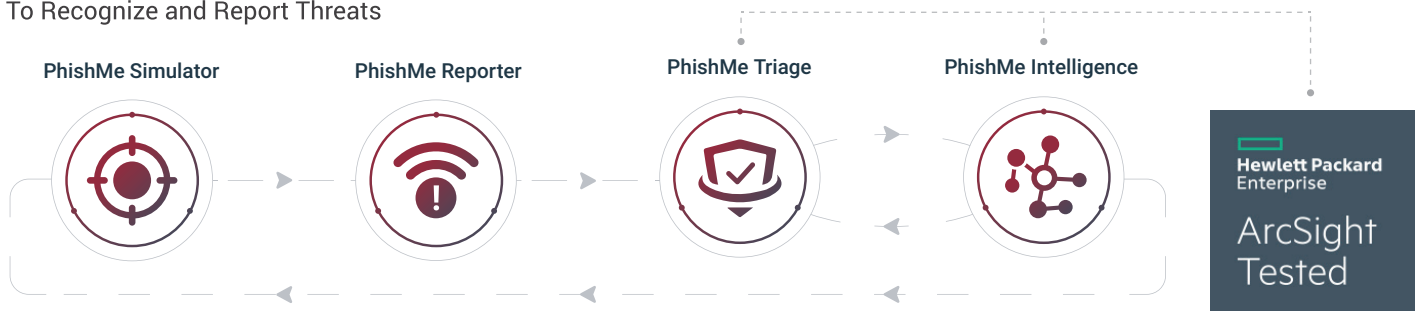 To Recognize and Report Threats
PhishMe Simulator
PhishMe Reporter
PhishMe Triage
PhishMe Intelligence
!
Hewlett Packard
Enterprise
ArcSight
Tested